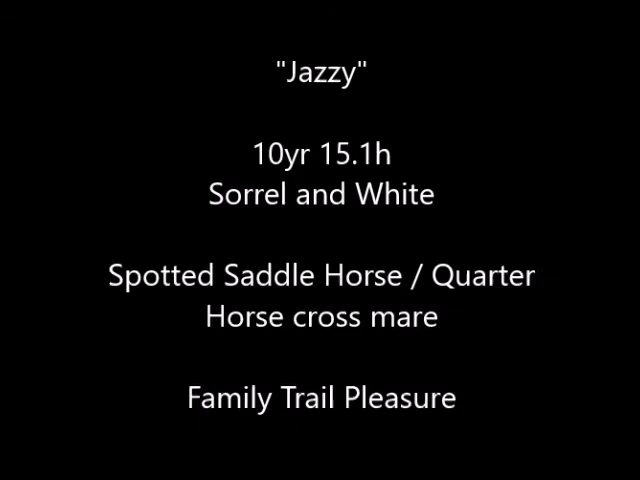 "Jazzy"
10yr 15.1h
Sorrel and White
Spotted Saddle Horse / Quarter
Horse cross mare
Family Trail Pleasure